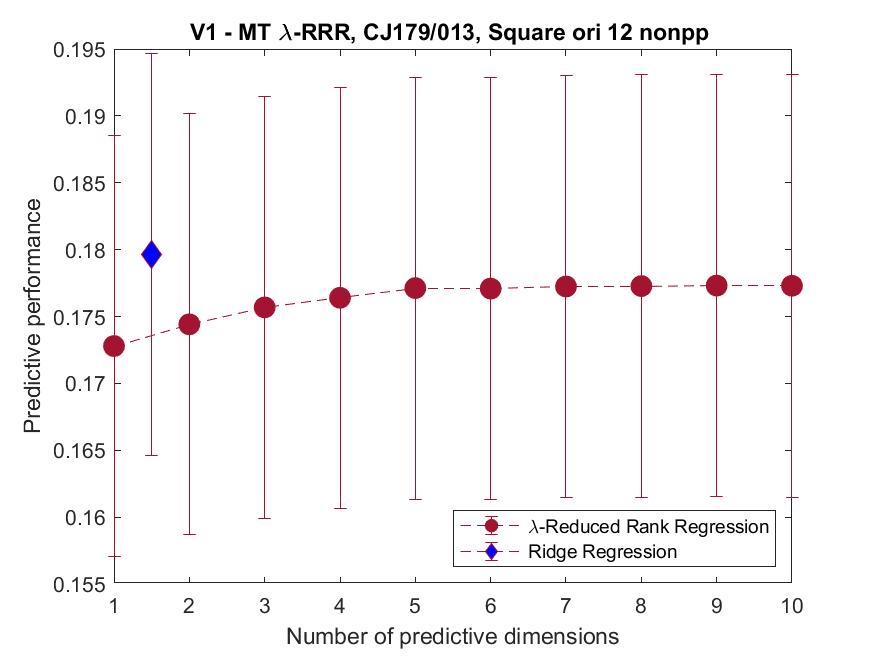 V1 - MT λ-RRR, CJ179/013, Square ori 12 nonpp
0.195
0.19
0.185
0.18
0.175
0.17
0.165
0.16
0.155
Predictive performance
1 2 3 4 5 6 7 8 9 10
Number of predictive dimensions
λ-Reduced Rank Regression
Ridge Regression